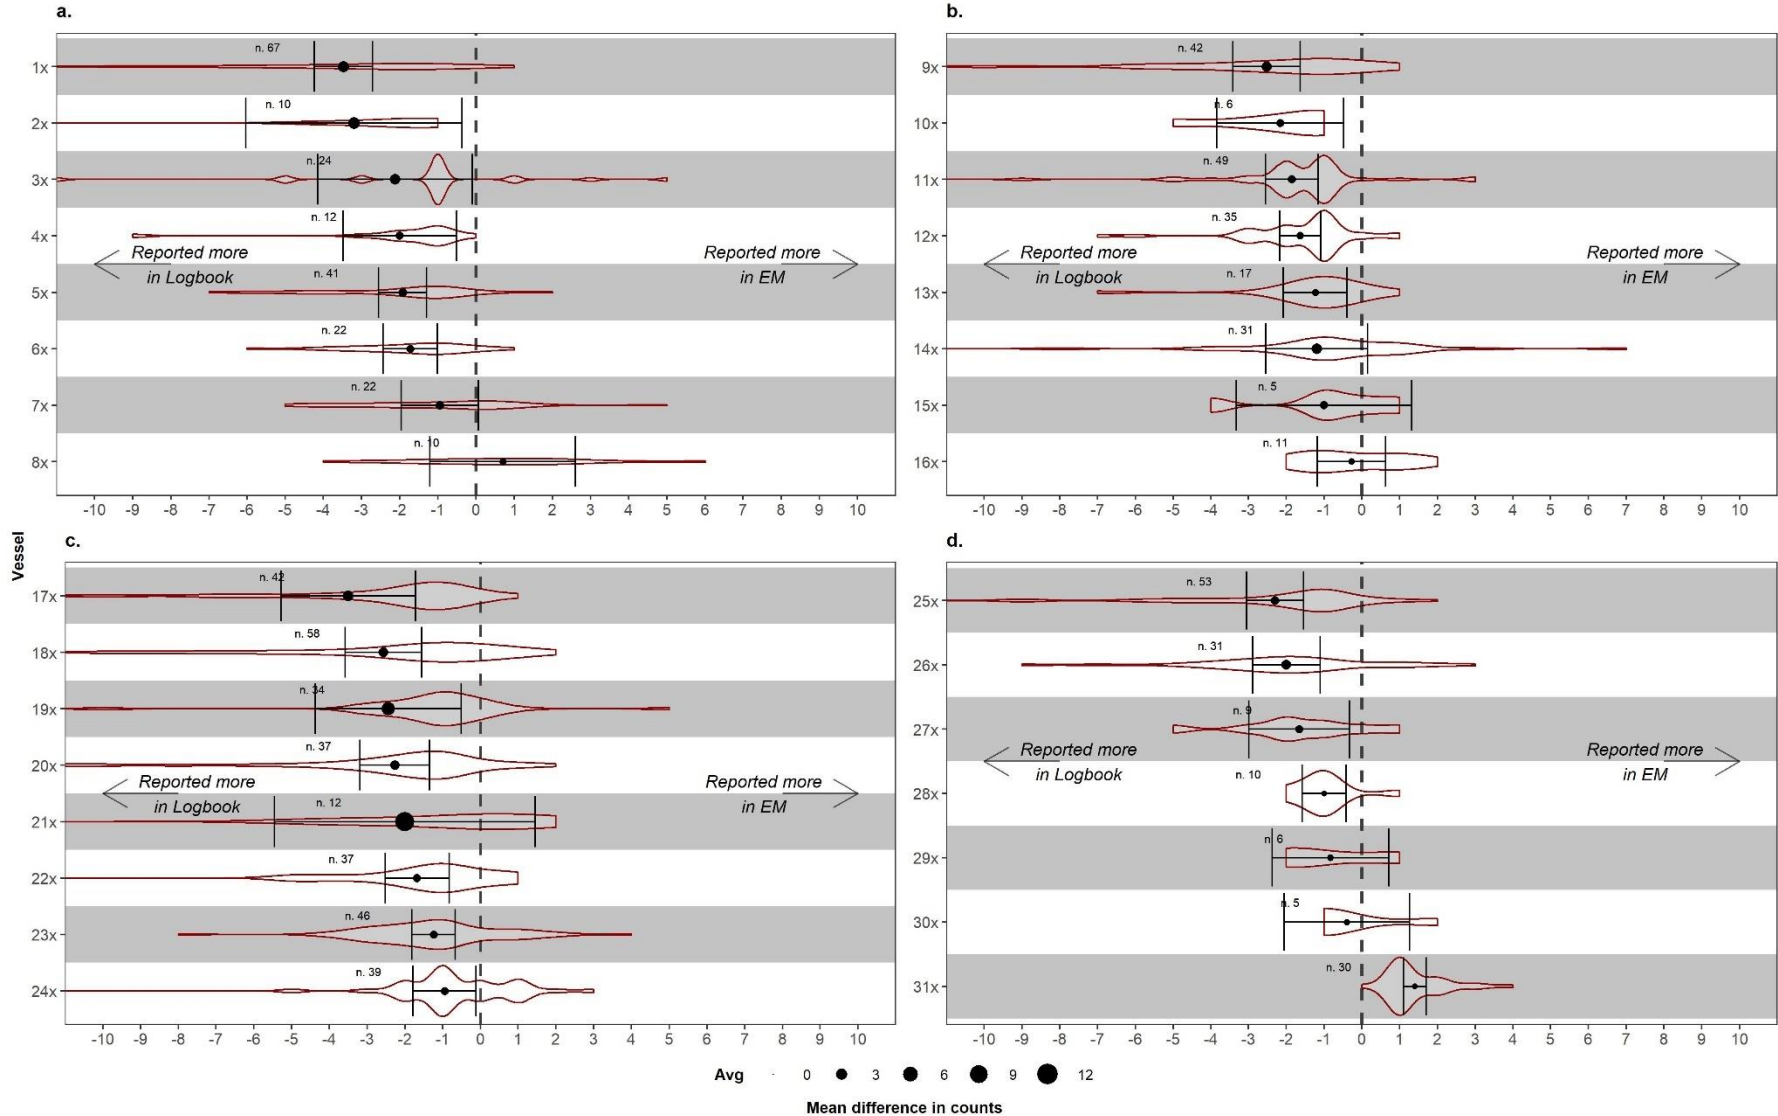 a.
n. 67
1x
n. 10
2x
n. 24
3x
n. 12
4x
Reported more
in Logbook
Reported more
in EM
n. 41
5x
n. 22
6x
n. 22
7x
n. 10
8x
-10 -9 -8 -7 -6 -5 -4 -3 -2 -1 0 1 2 3 4 5 6 7 8 9 10
b.
n. 42
9x
n. 6
10x
n. 49
11x
n. 35
12x
Reported more
in Logbook
Reported more
in EM
n. 17
13x
n. 31
14x
n. 5
15x
n. 11
16x
-10 -9 -8 -7 -6 -5 -4 -3 -2 -1 0 1 2 3 4 5 6 7 8 9 10
Vessel
c.
n. 42
17x
n. 58
18x
n. 34
19x
n. 37
20x
Reported more
in Logbook
Reported more
in EM
n. 12
21x
n. 37
22x
n. 46
23x
n. 39
24x
-10 -9 -8 -7 -6 -5 -4 -3 -2 -1 0 1 2 3 4 5 6 7 8 9 10
d.
n. 53
25x
n. 31
26x
n. 9
27x
Reported more
in Logbook
Reported more
in EM
n. 10
28x
n. 6
29x
n. 5
30x
n. 30
31x
-10 -9 -8 -7 -6 -5 -4 -3 -2 -1 0 1 2 3 4 5 6 7 8 9 10
Avg 0 3 6 9 12
Mean difference in counts